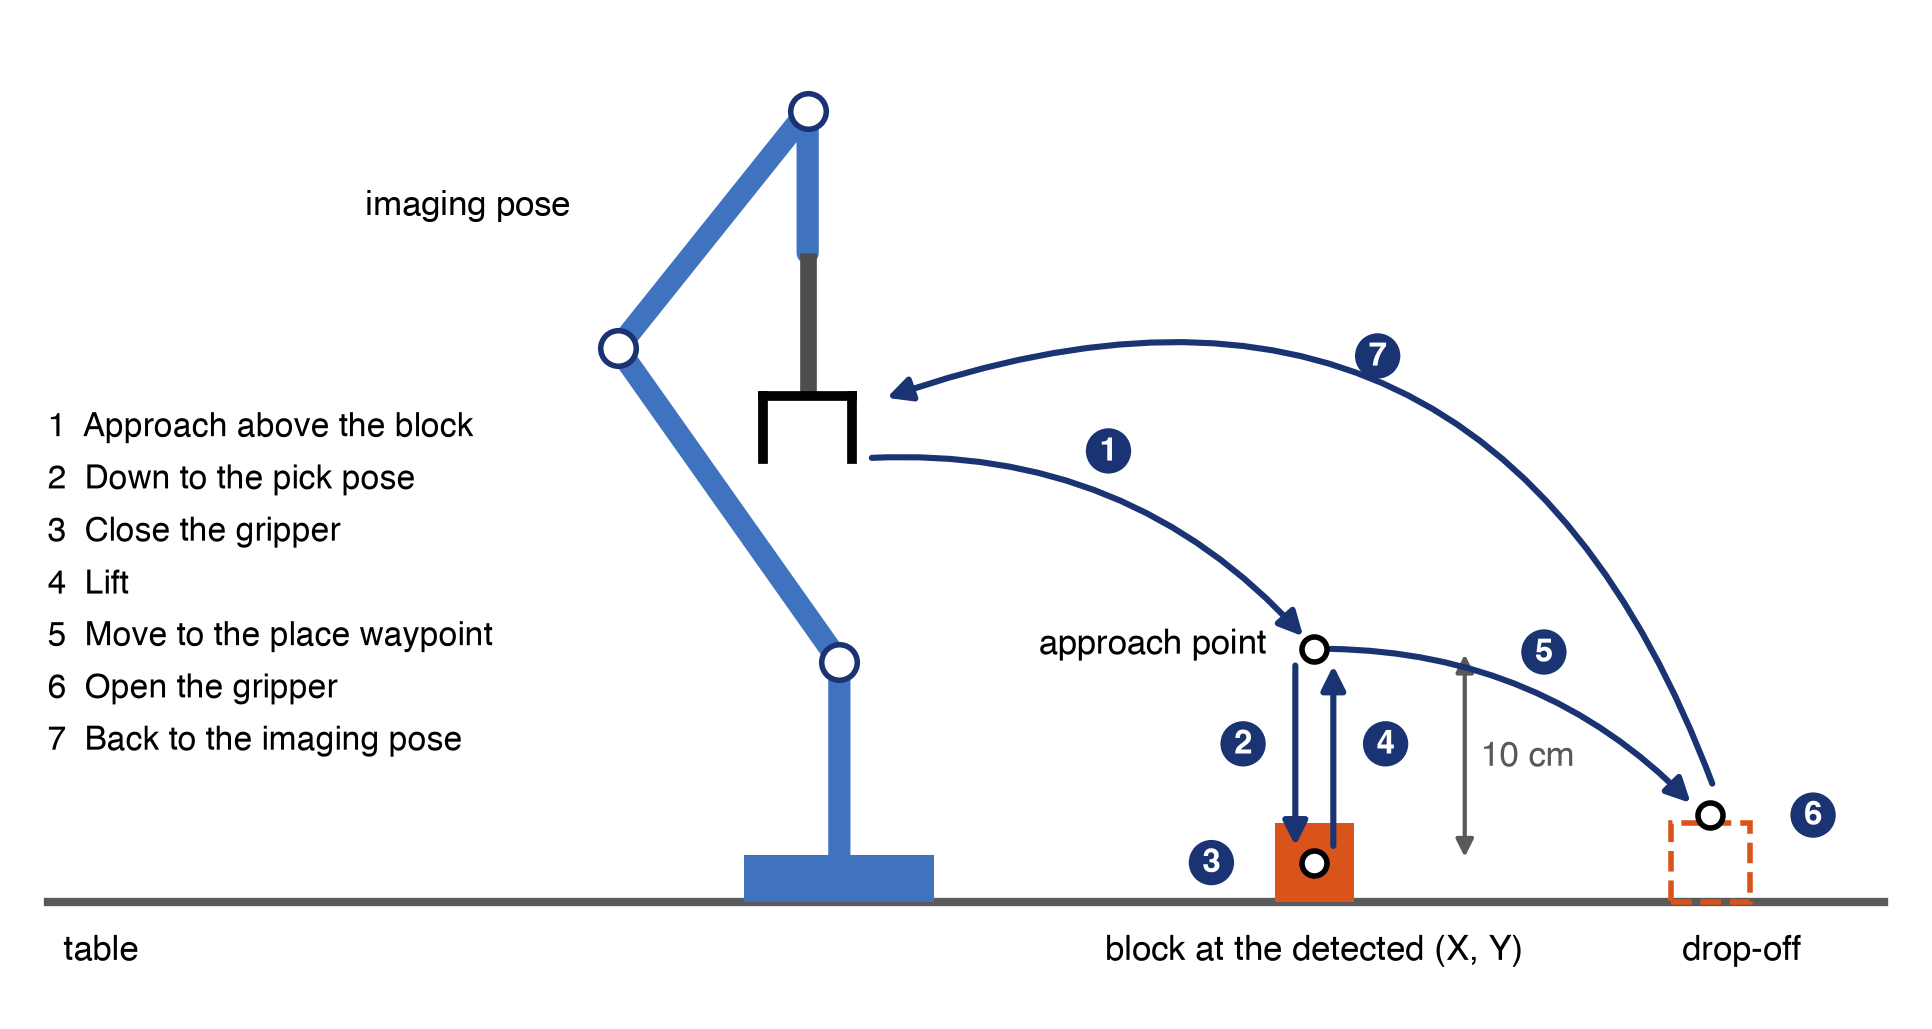 imaging pose
7
1 Approach above the block
2 Down to the pick pose
3 Close the gripper
4 Lift
5 Move to the place waypoint
6 Open the gripper
7 Back to the imaging pose
1
approach point
5
2
4
10 cm
6
3
table
block at the detected (X, Y)
drop-off